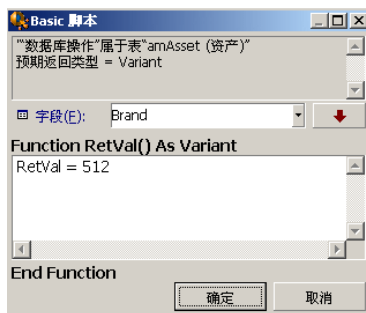 Basic 脚本
"“数据库操作”属于表“amAsset (资产)”
预期返回类型 = Variant
字段(F): Brand
Function RetVal() As Variant
RetVal = 512
End Function
确定 取消